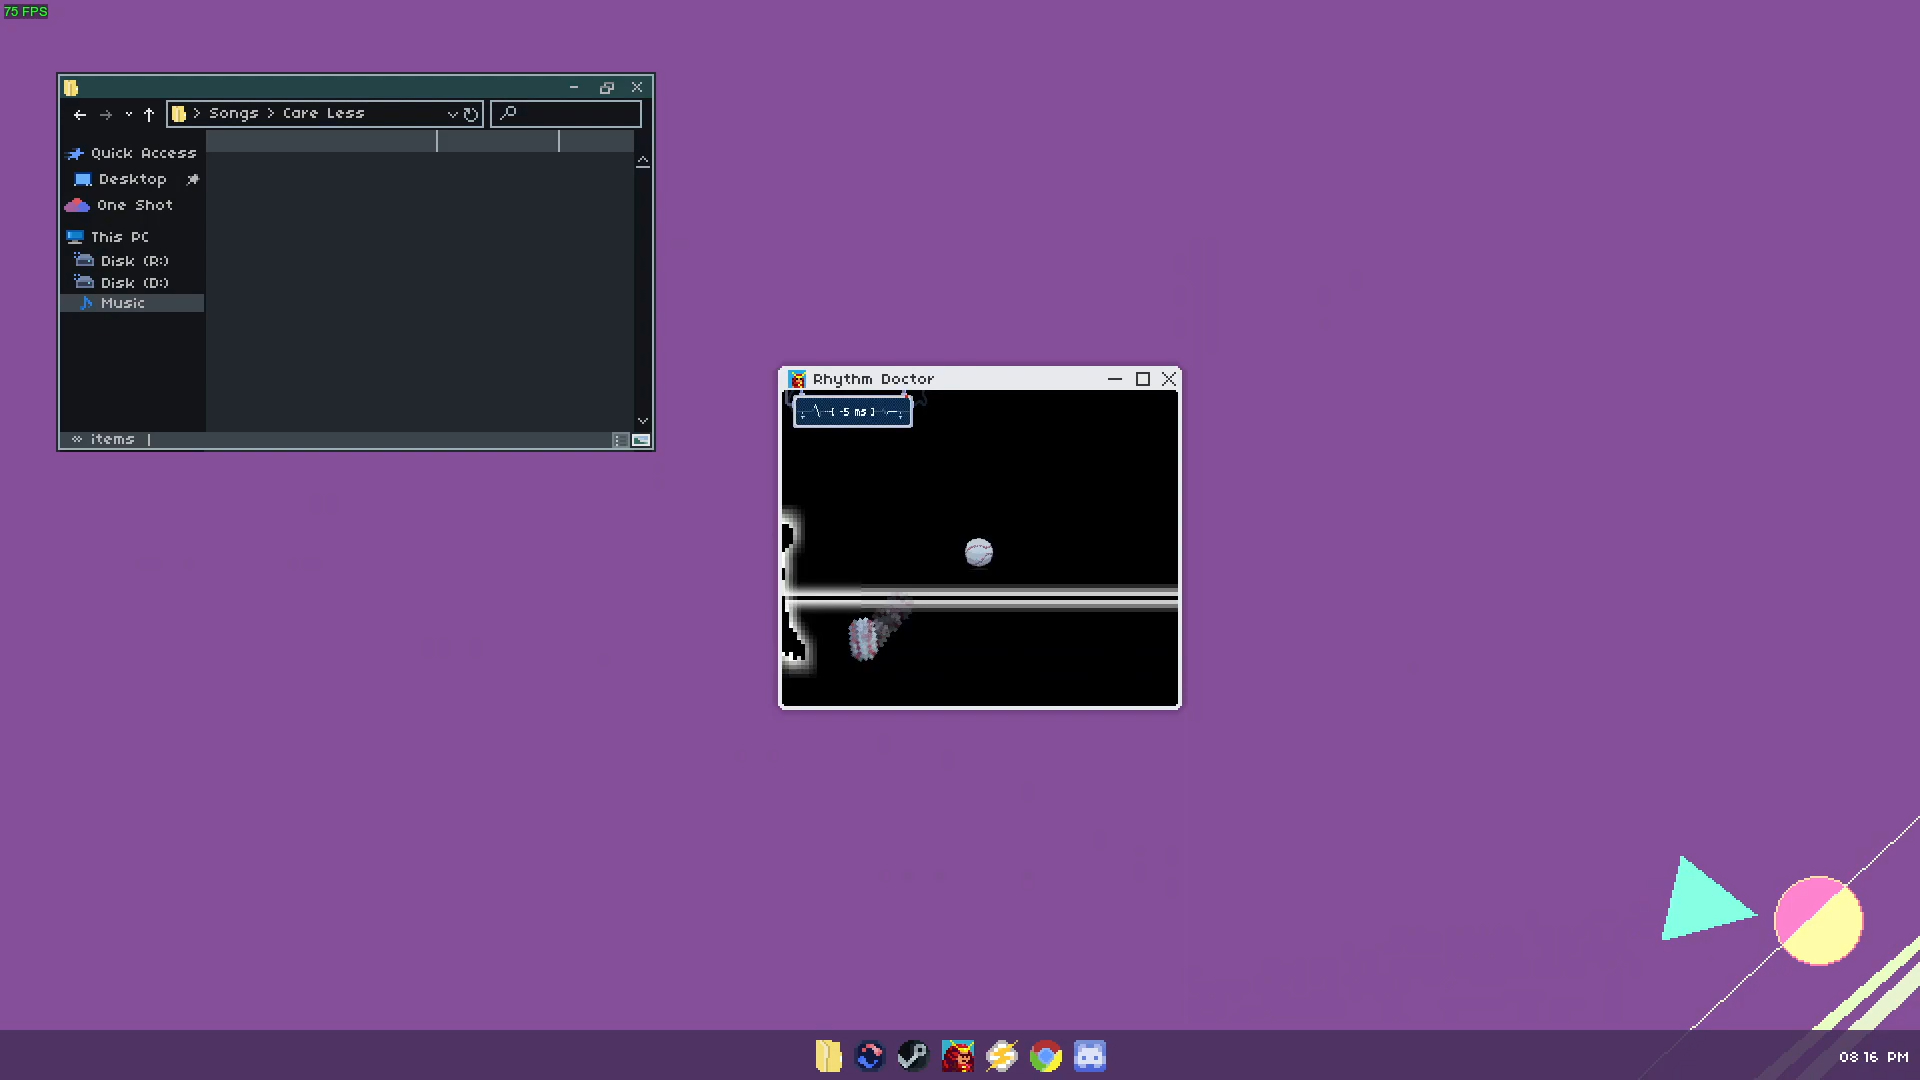 75 FPS
> Songs > Care Less
Quick Access
Desktop
One Shot
This PC
Disk (R:)
Disk (D:)
Music
∞ items |
Rhythm Doctor
[ -5 ms ]
08 16 PM